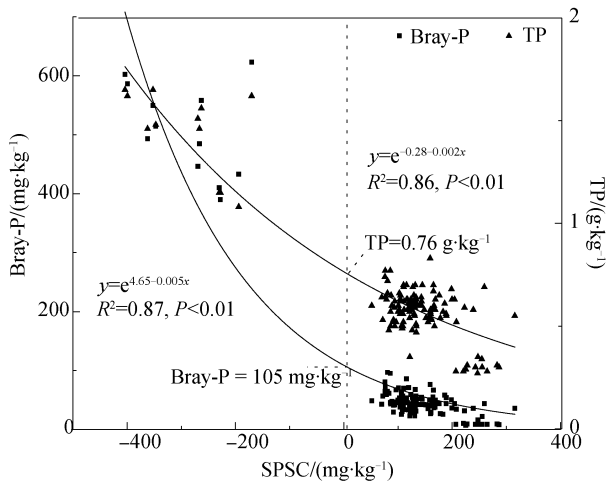 Bray-P TP
2
600
y=e^{−0.28−0.002x}
R²=0.86, P<0.01
400
Bray-P/(mg·kg⁻¹)
1
TP/(g·kg⁻¹)
TP=0.76 g·kg⁻¹
y=e^{4.65−0.005x}
R²=0.87, P<0.01
200
Bray-P = 105 mg·kg⁻¹
0 0
−400 −200 0 200 400
SPSC/(mg·kg⁻¹)